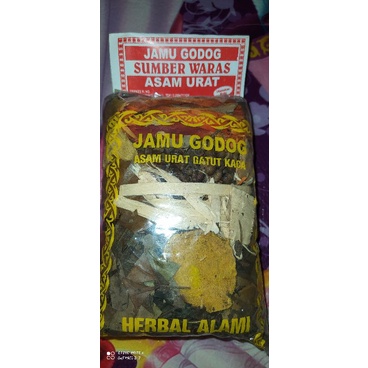 JAMU GODOG
SUMBER WARAS
ASAM URAT
JAMU GODOG
ASAM URAT GATUT KACA
HERBAL ALAMI